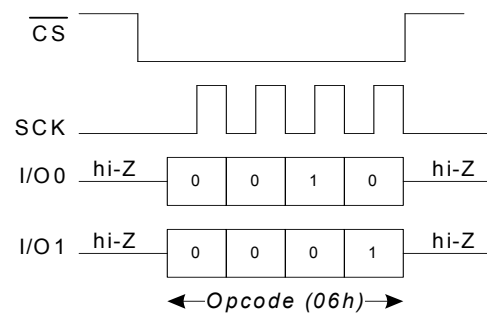 CS
SCK
I/O0 hi-Z 0 0 1 0 hi-Z
I/O1 hi-Z 0 0 0 1 hi-Z
Opcode (06h)